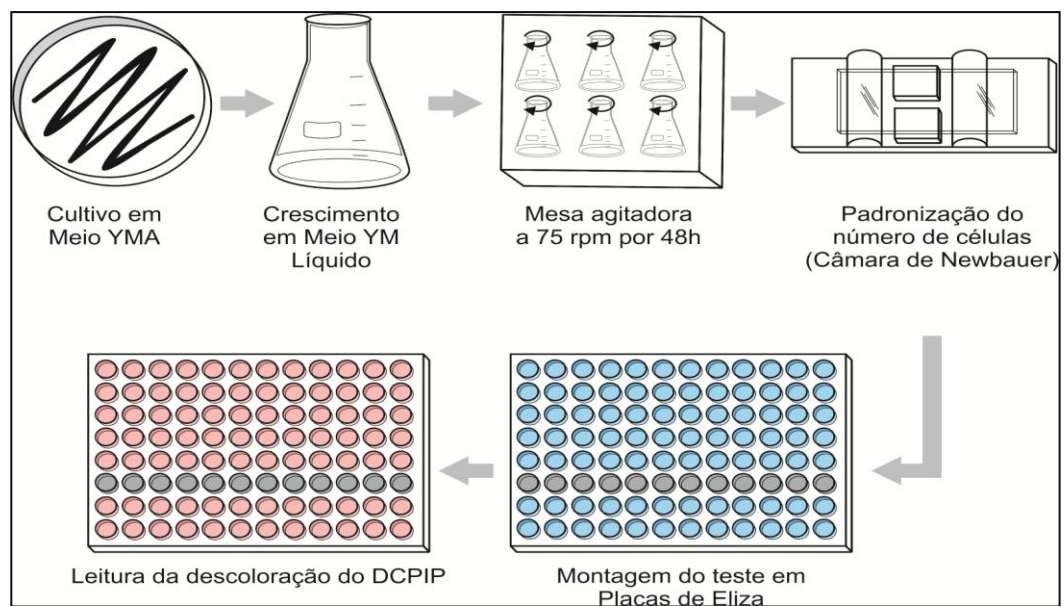 Cultivo em
Meio YMA
Crescimento
em Meio YM
Líquido
Mesa agitadora
a 75 rpm por 48h
Padronização do
número de células
(Câmara de Newbauer)
Leitura da descoloração do DCPIP
Montagem do teste em
Placas de Eliza